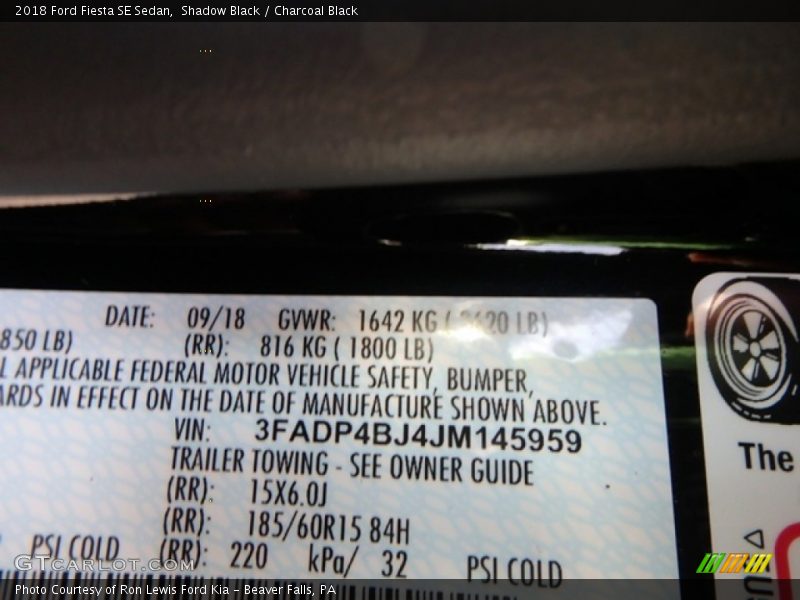 2018 Ford Fiesta SE Sedan, Shadow Black / Charcoal Black
DATE: 09/18 GVWR: 1642 KG ( 3620 LB)
850 LB) (RR): 816 KG ( 1800 LB)
L APPLICABLE FEDERAL MOTOR VEHICLE SAFETY, BUMPER,
ARDS IN EFFECT ON THE DATE OF MANUFACTURE SHOWN ABOVE.
VIN: 3FADP4BJ4JM145959
TRAILER TOWING - SEE OWNER GUIDE
(RR): 15X6.0J
(RR): 185/60R15 84H
PSI COLD (RR): 220 kPa/ 32 PSI COLD
The
GTcarlot.com
Photo Courtesy of Ron Lewis Ford Kia - Beaver Falls, PA